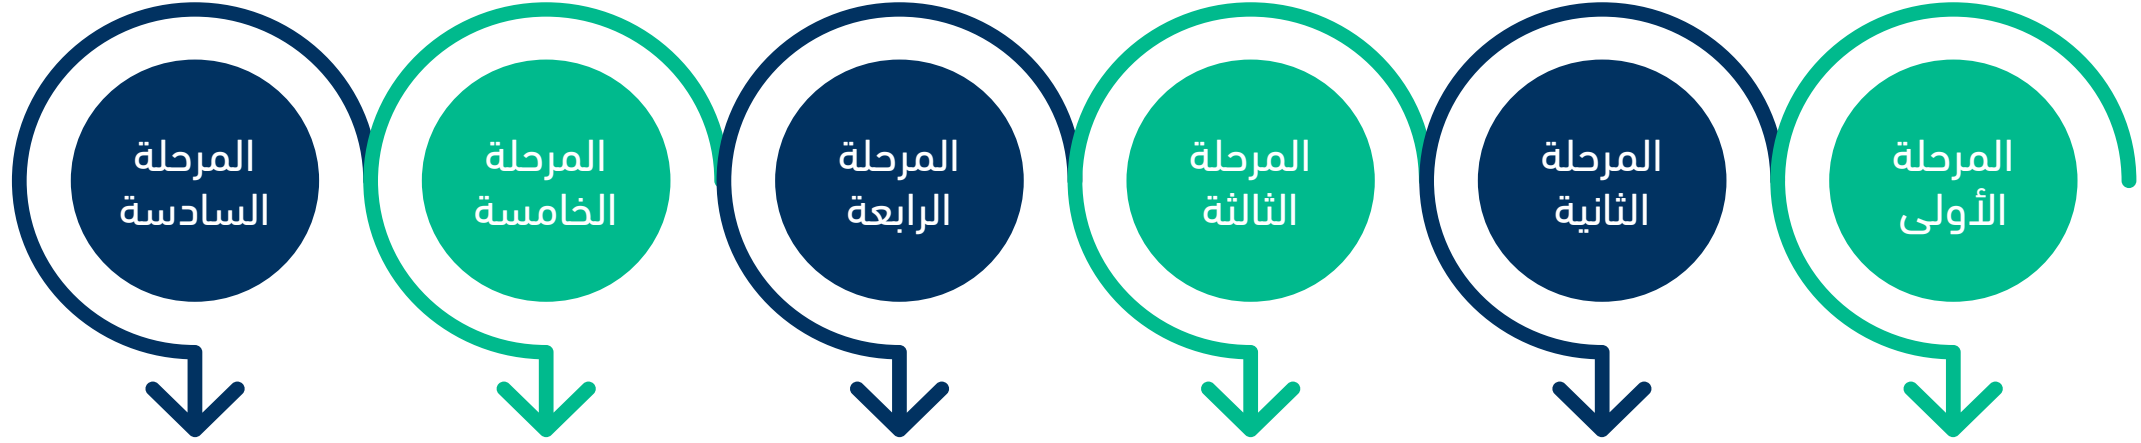 المرحلة
الأولى
المرحلة
الثانية
المرحلة
الثالثة
المرحلة
الرابعة
المرحلة
الخامسة
المرحلة
السادسة